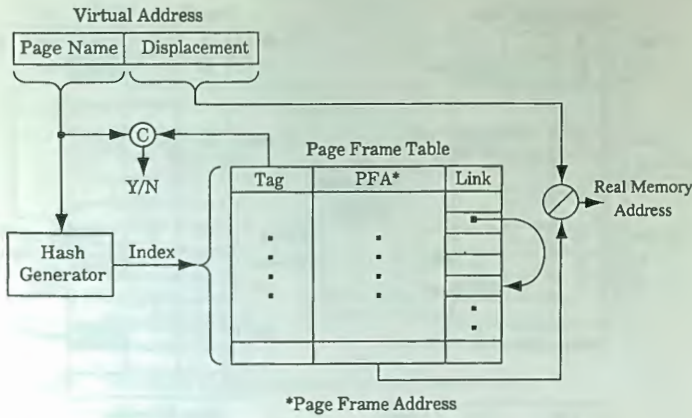 Virtual Address
Page Name Displacement
C
Y/N
Page Frame Table
Tag PFA* Link
Real Memory
Address
Hash
Generator
Index
*Page Frame Address